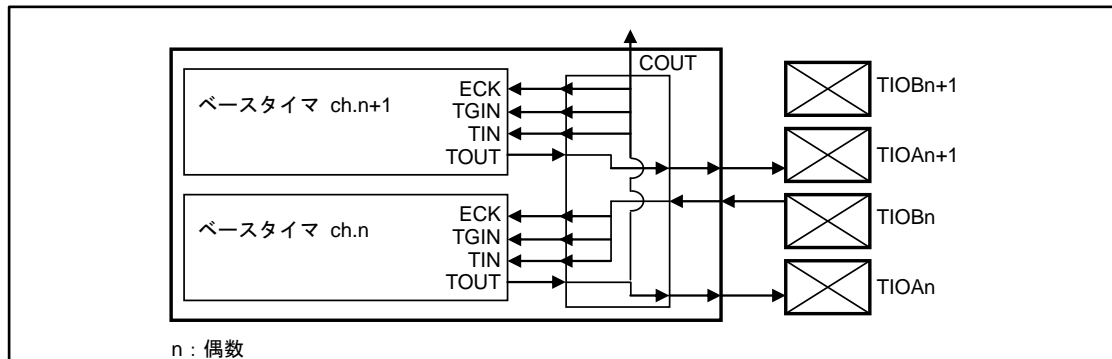 COUT
ベースタイマ ch.n+1
ECK
TGIN
TIN
TOUT
ベースタイマ ch.n
ECK
TGIN
TIN
TOUT
TIOBn+1
TIOAn+1
TIOBn
TIOAn
n : 偶数